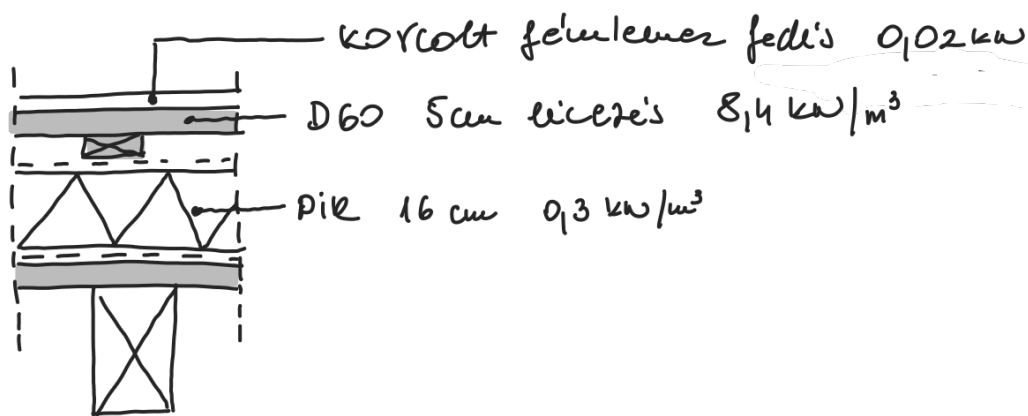 korcolt fémlemez fedés 0,02 kN
D60 5cm lécezés 8,4 kN/m³
PiR 16 cm 0,3 kN/m³